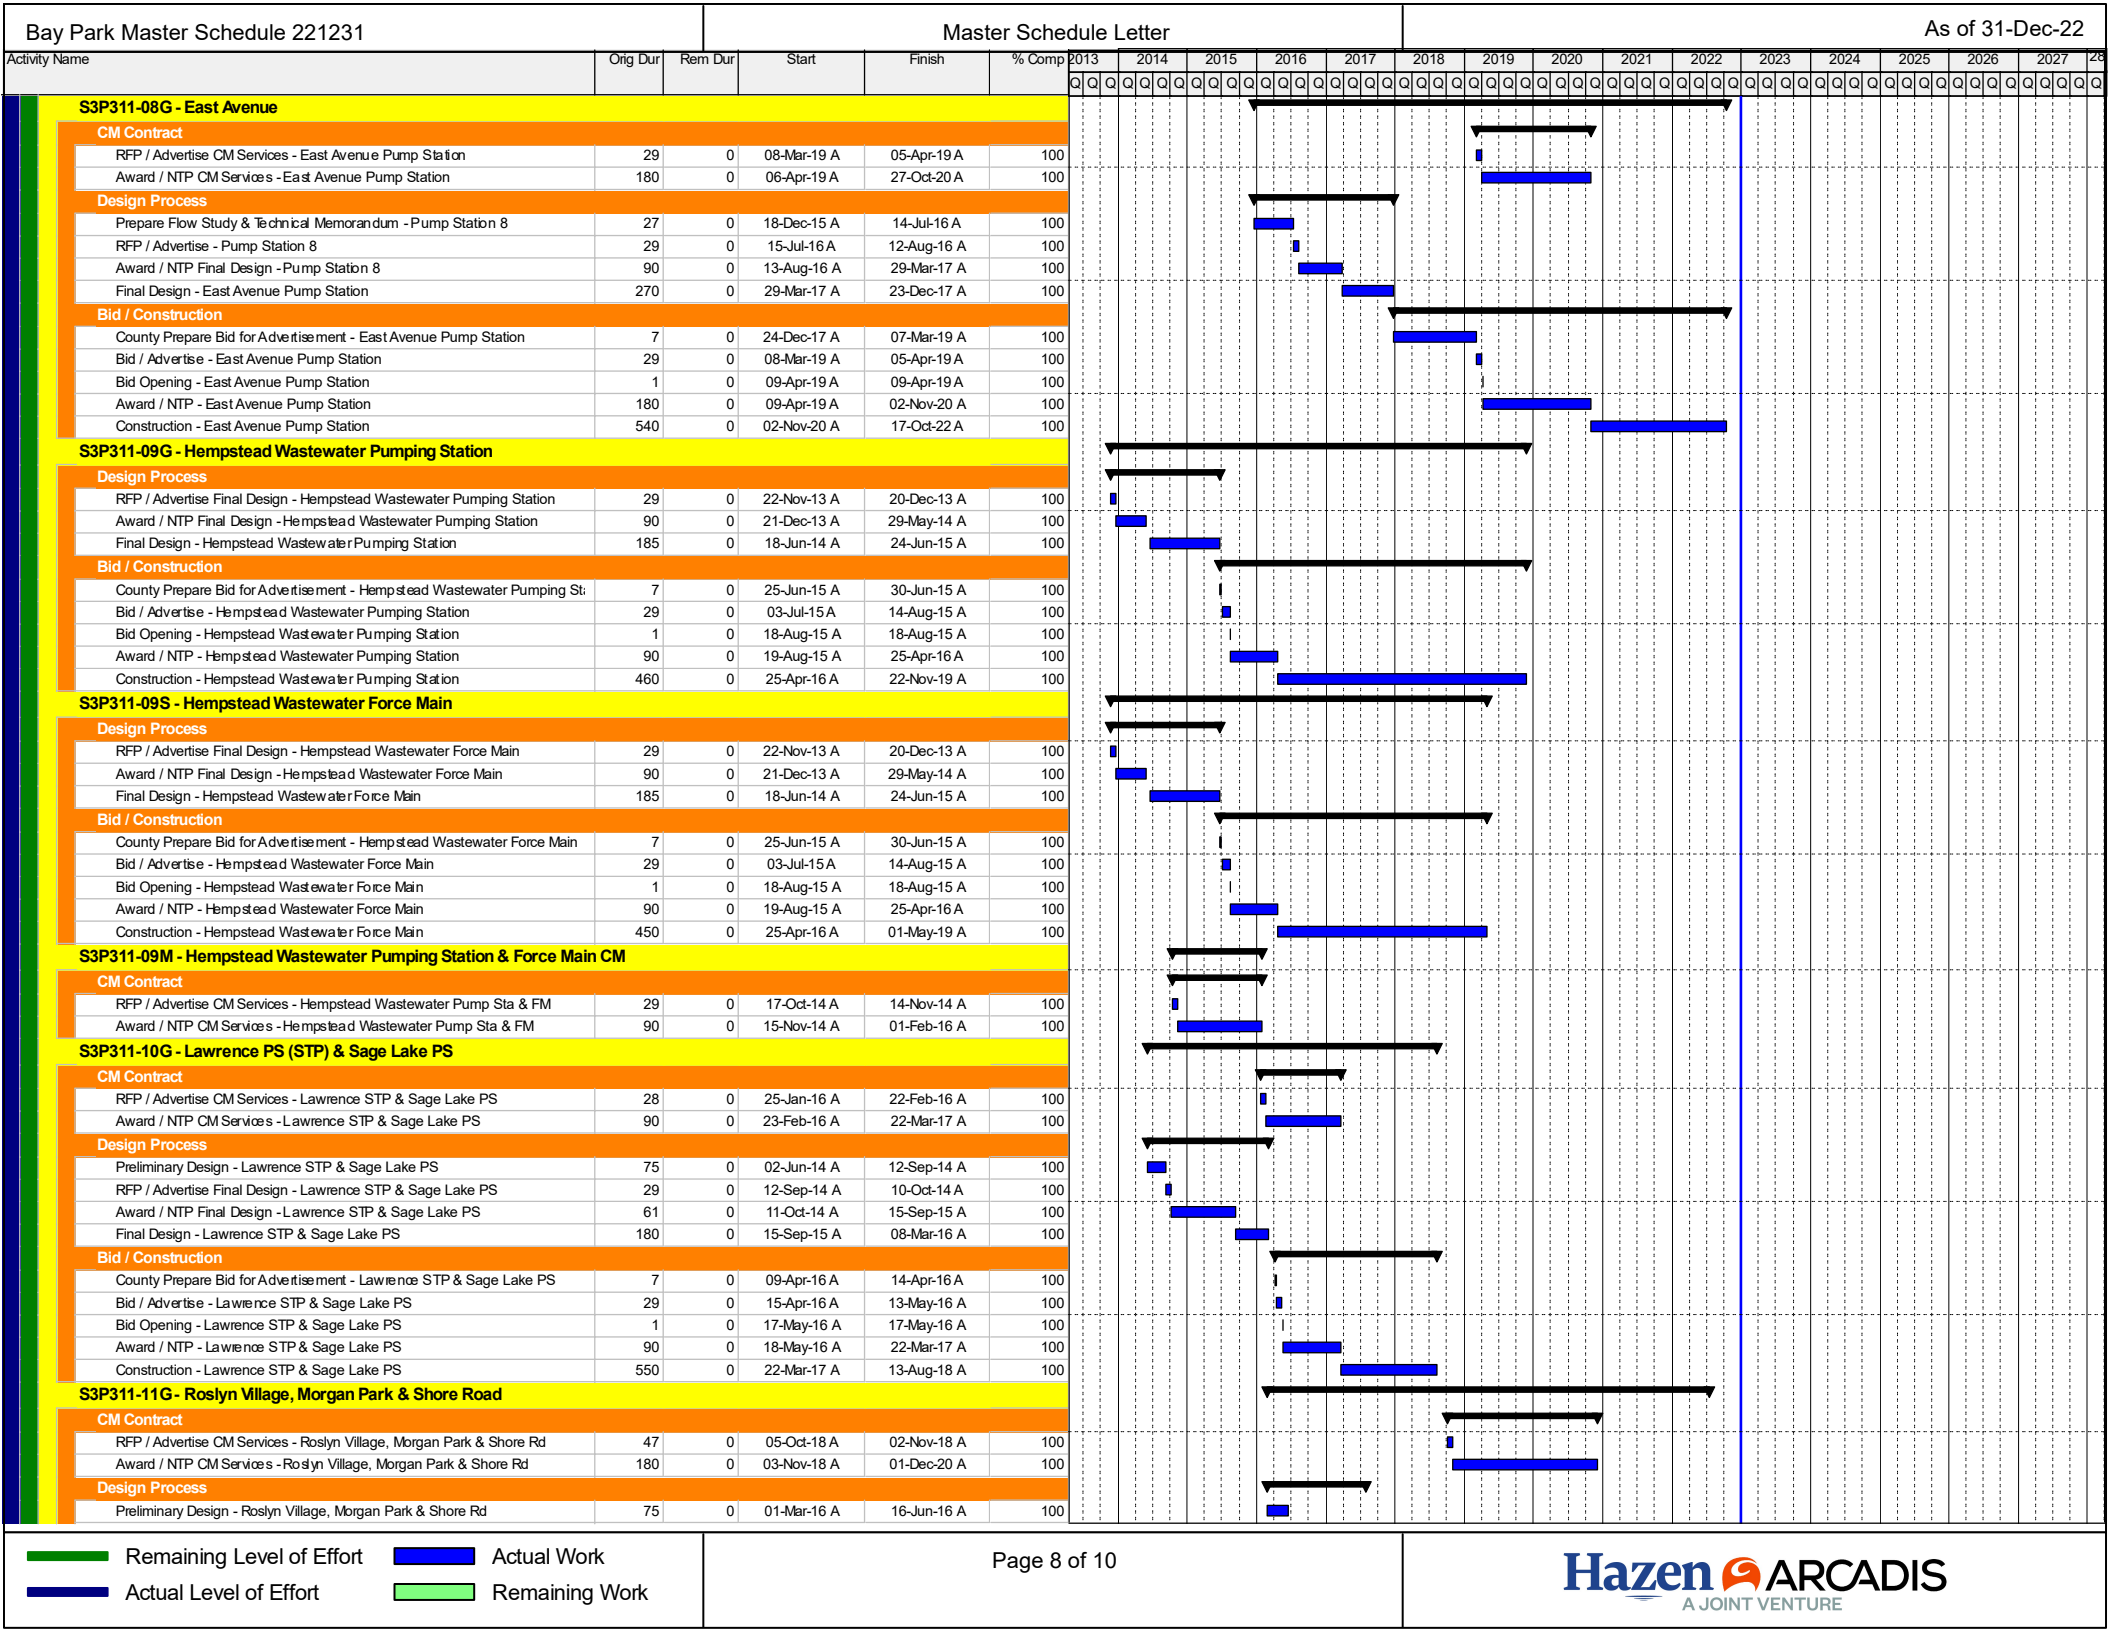 Bay Park Master Schedule 221231
Master Schedule Letter
As of 31-Dec-22
Activity Name Orig Dur Rem Dur Start Finish % Comp 2013 2014 2015 2016 2017 2018 2019 2020 2021 2022 2023 2024 2025 2026 2027 28
Q Q Q Q Q Q Q Q Q Q Q Q Q Q Q Q Q Q Q Q Q Q Q Q Q Q Q Q Q Q Q Q Q Q Q Q Q Q Q Q Q Q Q Q Q Q Q Q Q Q Q Q Q Q Q Q Q Q Q Q
S3P311-08G - East Avenue
CM Contract
RFP / Advertise CM Services - East Avenue Pump Station 29 0 08-Mar-19 A 05-Apr-19 A 100
Award / NTP CM Services - East Avenue Pump Station 180 0 06-Apr-19 A 27-Oct-20 A 100
Design Process
Prepare Flow Study & Technical Memorandum - Pump Station 8 27 0 18-Dec-15 A 14-Jul-16 A 100
RFP / Advertise - Pump Station 8 29 0 15-Jul-16 A 12-Aug-16 A 100
Award / NTP Final Design - Pump Station 8 90 0 13-Aug-16 A 29-Mar-17 A 100
Final Design - East Avenue Pump Station 270 0 29-Mar-17 A 23-Dec-17 A 100
Bid / Construction
County Prepare Bid for Advertisement - East Avenue Pump Station 7 0 24-Dec-17 A 07-Mar-19 A 100
Bid / Advertise - East Avenue Pump Station 29 0 08-Mar-19 A 05-Apr-19 A 100
Bid Opening - East Avenue Pump Station 1 0 09-Apr-19 A 09-Apr-19 A 100
Award / NTP - East Avenue Pump Station 180 0 09-Apr-19 A 02-Nov-20 A 100
Construction - East Avenue Pump Station 540 0 02-Nov-20 A 17-Oct-22 A 100
S3P311-09G - Hempstead Wastewater Pumping Station
Design Process
RFP / Advertise Final Design - Hempstead Wastewater Pumping Station 29 0 22-Nov-13 A 20-Dec-13 A 100
Award / NTP Final Design - Hempstead Wastewater Pumping Station 90 0 21-Dec-13 A 29-May-14 A 100
Final Design - Hempstead Wastewater Pumping Station 185 0 18-Jun-14 A 24-Jun-15 A 100
Bid / Construction
County Prepare Bid for Advertisement - Hempstead Wastewater Pumping Sta 7 0 25-Jun-15 A 30-Jun-15 A 100
Bid / Advertise - Hempstead Wastewater Pumping Station 29 0 03-Jul-15 A 14-Aug-15 A 100
Bid Opening - Hempstead Wastewater Pumping Station 1 0 18-Aug-15 A 18-Aug-15 A 100
Award / NTP - Hempstead Wastewater Pumping Station 90 0 19-Aug-15 A 25-Apr-16 A 100
Construction - Hempstead Wastewater Pumping Station 460 0 25-Apr-16 A 22-Nov-19 A 100
S3P311-09S - Hempstead Wastewater Force Main
Design Process
RFP / Advertise Final Design - Hempstead Wastewater Force Main 29 0 22-Nov-13 A 20-Dec-13 A 100
Award / NTP Final Design - Hempstead Wastewater Force Main 90 0 21-Dec-13 A 29-May-14 A 100
Final Design - Hempstead Wastewater Force Main 185 0 18-Jun-14 A 24-Jun-15 A 100
Bid / Construction
County Prepare Bid for Advertisement - Hempstead Wastewater Force Main 7 0 25-Jun-15 A 30-Jun-15 A 100
Bid / Advertise - Hempstead Wastewater Force Main 29 0 03-Jul-15 A 14-Aug-15 A 100
Bid Opening - Hempstead Wastewater Force Main 1 0 18-Aug-15 A 18-Aug-15 A 100
Award / NTP - Hempstead Wastewater Force Main 90 0 19-Aug-15 A 25-Apr-16 A 100
Construction - Hempstead Wastewater Force Main 450 0 25-Apr-16 A 01-May-19 A 100
S3P311-09M - Hempstead Wastewater Pumping Station & Force Main CM
CM Contract
RFP / Advertise CM Services - Hempstead Wastewater Pump Sta & FM 29 0 17-Oct-14 A 14-Nov-14 A 100
Award / NTP CM Services - Hempstead Wastewater Pump Sta & FM 90 0 15-Nov-14 A 01-Feb-16 A 100
S3P311-10G - Lawrence PS (STP) & Sage Lake PS
CM Contract
RFP / Advertise CM Services - Lawrence STP & Sage Lake PS 28 0 25-Jan-16 A 22-Feb-16 A 100
Award / NTP CM Services - Lawrence STP & Sage Lake PS 90 0 23-Feb-16 A 22-Mar-17 A 100
Design Process
Preliminary Design - Lawrence STP & Sage Lake PS 75 0 02-Jun-14 A 12-Sep-14 A 100
RFP / Advertise Final Design - Lawrence STP & Sage Lake PS 29 0 12-Sep-14 A 10-Oct-14 A 100
Award / NTP Final Design - Lawrence STP & Sage Lake PS 61 0 11-Oct-14 A 15-Sep-15 A 100
Final Design - Lawrence STP & Sage Lake PS 180 0 15-Sep-15 A 08-Mar-16 A 100
Bid / Construction
County Prepare Bid for Advertisement - Lawrence STP & Sage Lake PS 7 0 09-Apr-16 A 14-Apr-16 A 100
Bid / Advertise - Lawrence STP & Sage Lake PS 29 0 15-Apr-16 A 13-May-16 A 100
Bid Opening - Lawrence STP & Sage Lake PS 1 0 17-May-16 A 17-May-16 A 100
Award / NTP - Lawrence STP & Sage Lake PS 90 0 18-May-16 A 22-Mar-17 A 100
Construction - Lawrence STP & Sage Lake PS 550 0 22-Mar-17 A 13-Aug-18 A 100
S3P311-11G - Roslyn Village, Morgan Park & Shore Road
CM Contract
RFP / Advertise CM Services - Roslyn Village, Morgan Park & Shore Rd 47 0 05-Oct-18 A 02-Nov-18 A 100
Award / NTP CM Services - Roslyn Village, Morgan Park & Shore Rd 180 0 03-Nov-18 A 01-Dec-20 A 100
Design Process
Preliminary Design - Roslyn Village, Morgan Park & Shore Rd 75 0 01-Mar-16 A 16-Jun-16 A 100
Remaining Level of Effort
Actual Work
Actual Level of Effort
Remaining Work
Page 8 of 10
Hazen ARCADIS
A JOINT VENTURE